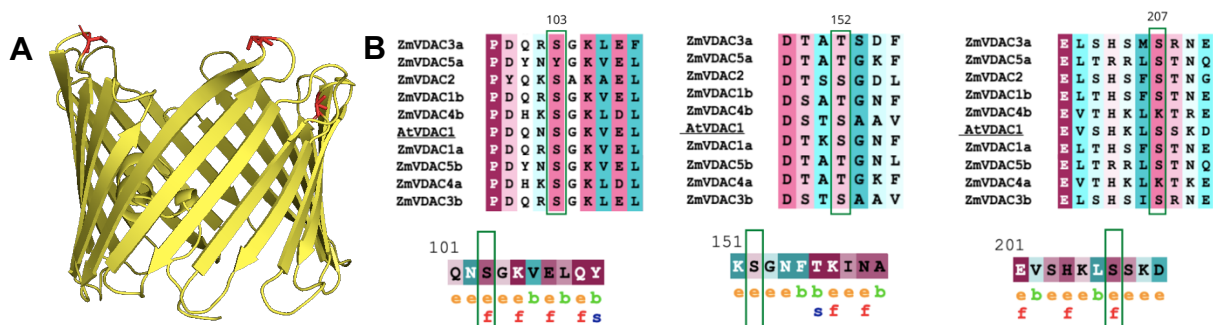 A
B
103
ZmVDAC3a P D Q R S G K L E F
ZmVDAC5a P D Y N Y G K V E L
ZmVDAC2 P Y Q K S A K A E L
ZmVDAC1b P D Q R S G K V E L
ZmVDAC4b P D H K S G K L D L
AtVDAC1 P D Q N S G K V E L
ZmVDAC1a P D Q R S G K V E L
ZmVDAC5b P D Y N S G K V E L
ZmVDAC4a P D H K S G K L D L
ZmVDAC3b P D Q R S G K L E L
101
Q N S G K V E L Q Y
e e e e e b e b e b
f f f f s
152
ZmVDAC3a
ZmVDAC5a
ZmVDAC2
ZmVDAC1b
ZmVDAC4b
AtVDAC1
ZmVDAC1a
ZmVDAC5b
ZmVDAC4a
ZmVDAC3b
D T A T S D F
D T A T G K F
D T S S G D F
D S A T G N F
D S T S A A V
D T K S G N F
D T A T G N L
D T A T G K F
D S T S A A V
151
K S G N F T K I N A
e e e e b b e e e b
s f f
207
ZmVDAC3a E L S H S M S R N E
ZmVDAC5a E L T R R L S T N Q
ZmVDAC2 E L S H S F S T N G
ZmVDAC1b E L S H S F S T N E
ZmVDAC4b E V T H K L K T K E
AtVDAC1 E V S H K L S S K D
ZmVDAC1a E L T H S F S T N E
ZmVDAC5b E L T R R L S T N E
ZmVDAC4a E V T H K L K T K E
ZmVDAC3b E L S H S I S R N E
201
E V S H K L S S K D
e b e e e b e e e e
f f f